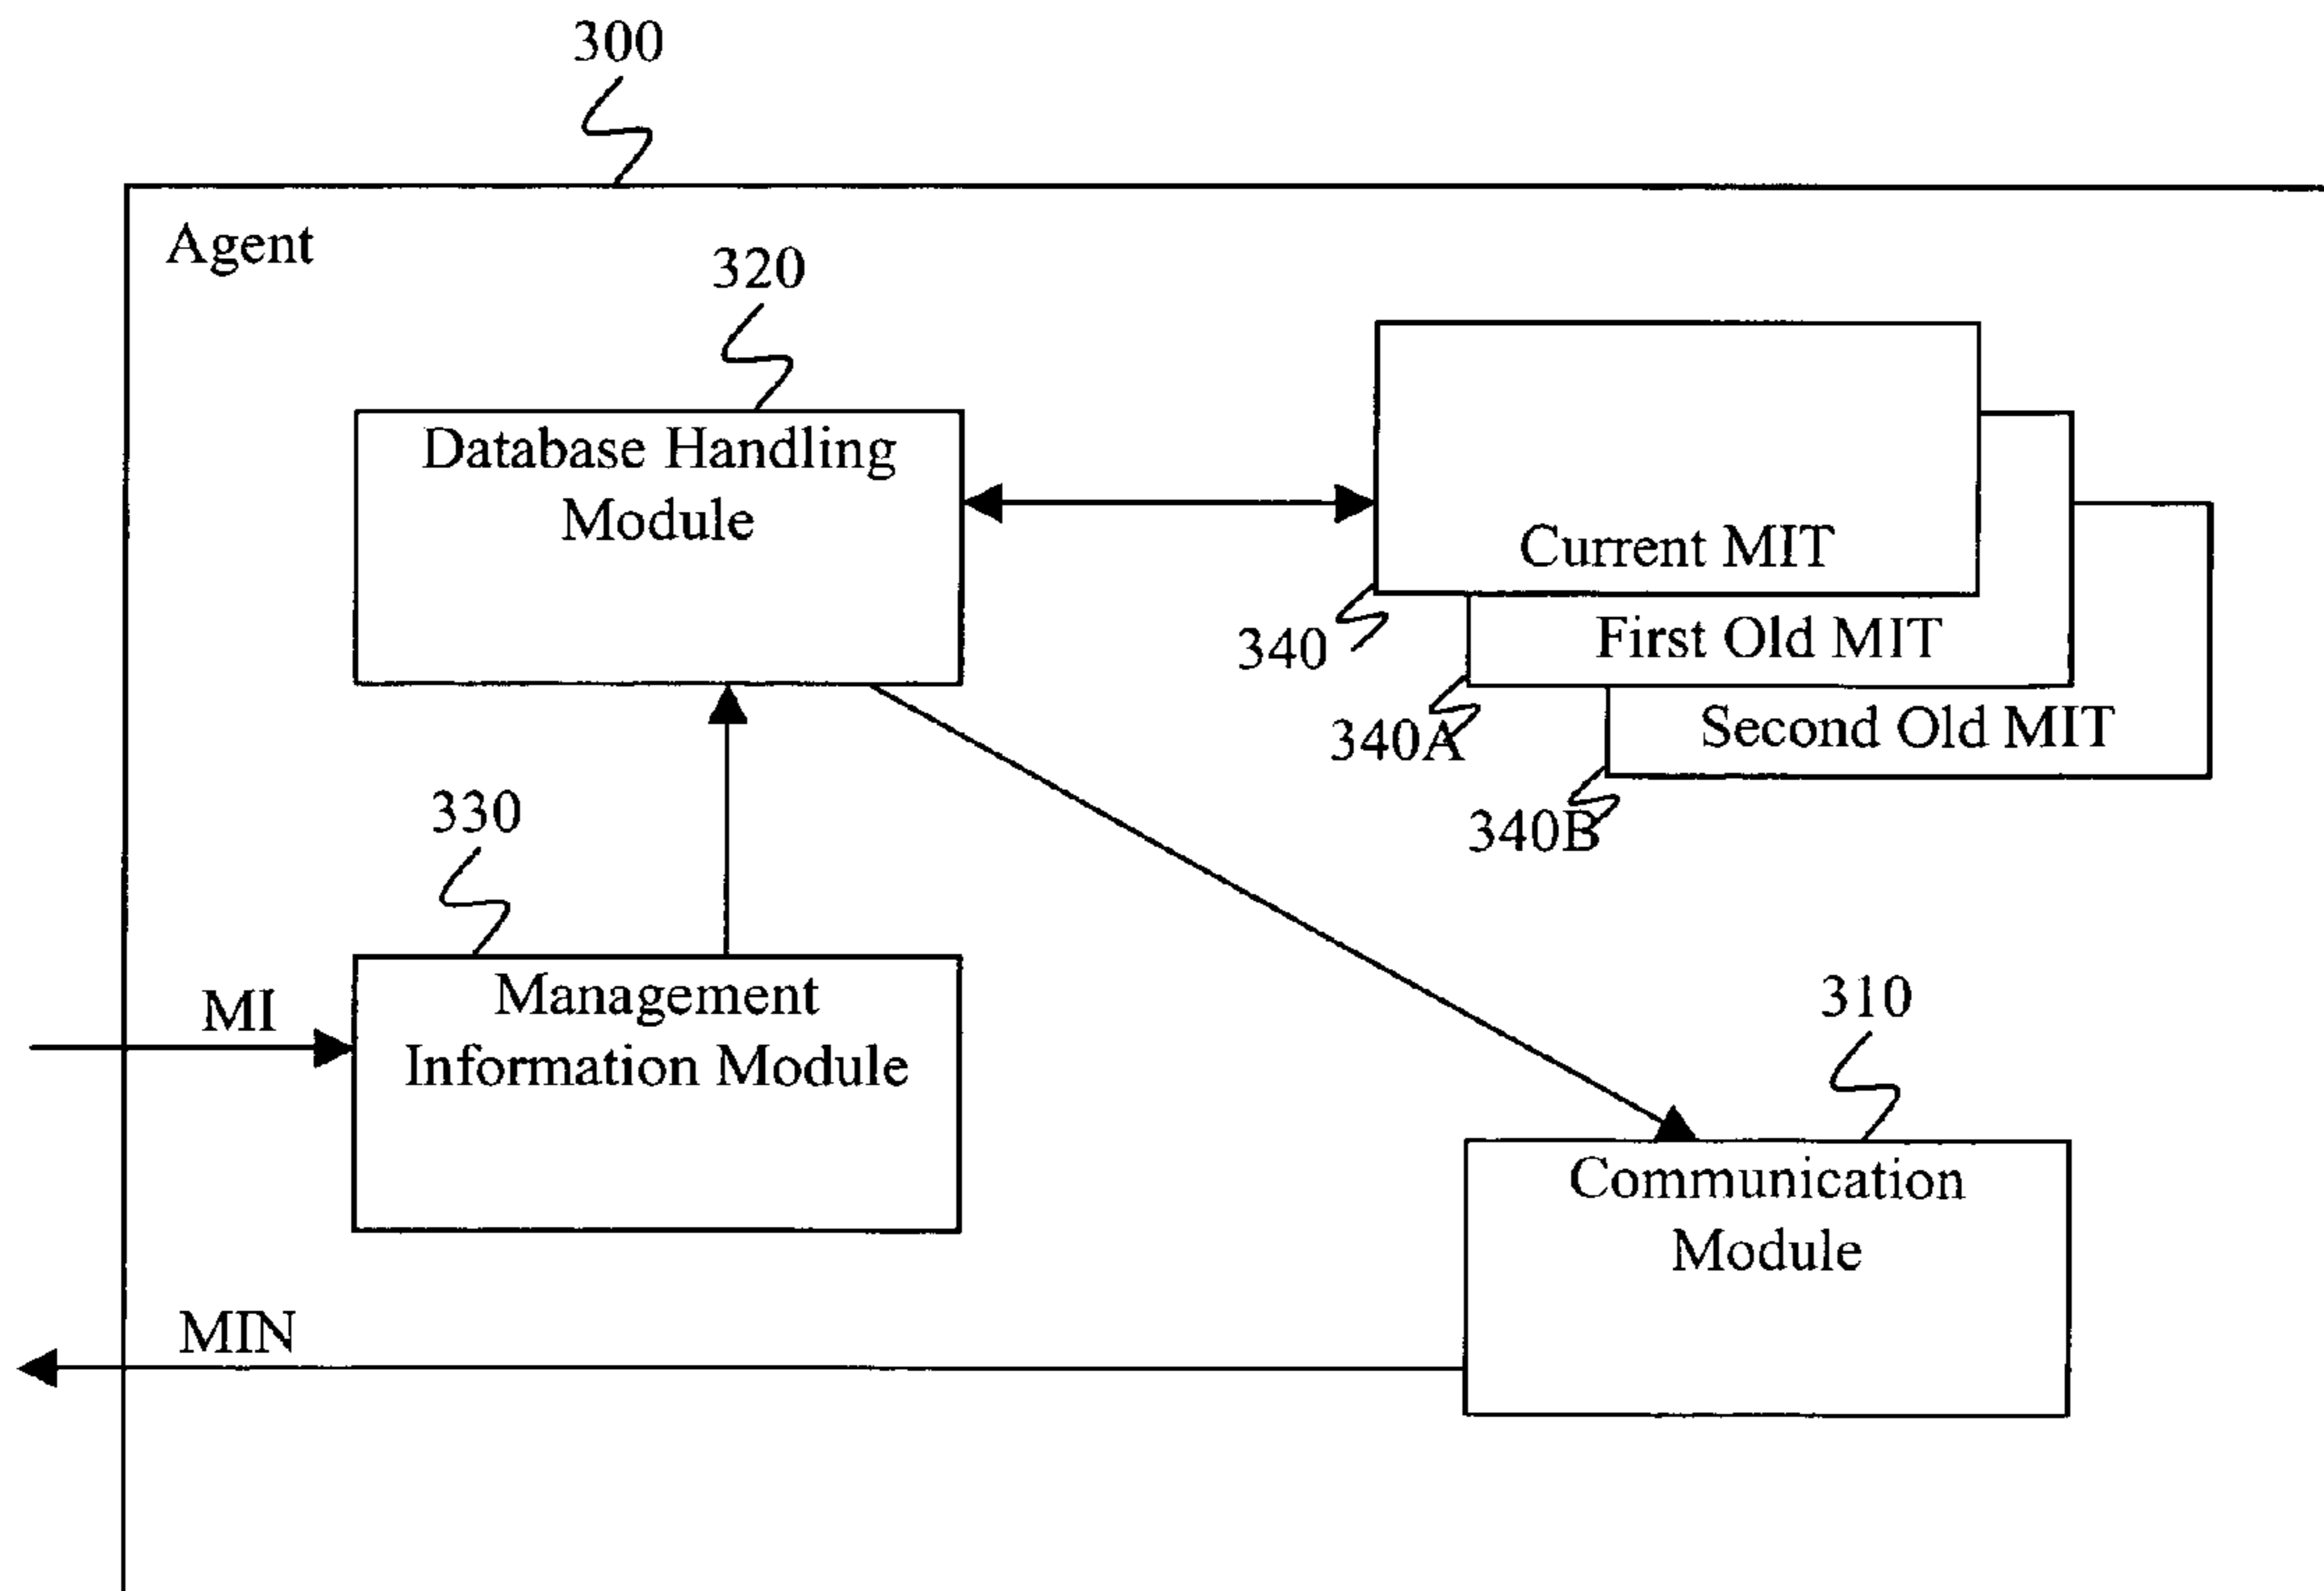 300
Agent
320
Database Handling
Module
Current MIT
340
First Old MIT
340A
Second Old MIT
340B
330
Management
Information Module
MI
310
Communication
Module
MIN